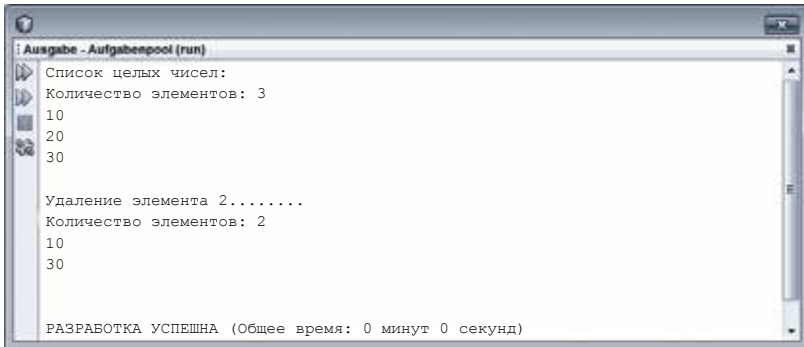 Ausgabe - Aufgabenpool (run)
Список целых чисел:
Количество элементов: 3
10
20
30
Удаление элемента 2........
Количество элементов: 2
10
30
РАЗРАБОТКА УСПЕШНА (Общее время: 0 минут 0 секунд)